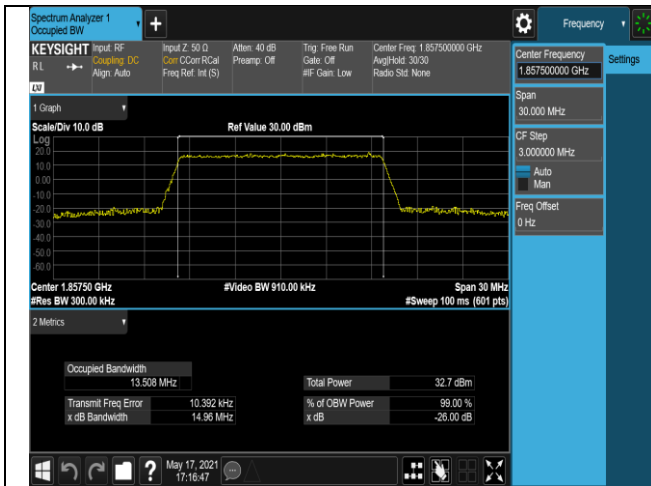 Spectrum Analyzer 1
Occupied BW
Frequency
KEYSIGHT
RL
LXI
Input: RF
Coupling: DC
Align: Auto
Input Z: 50 Ω
Corr CCorr RCal
Freq Ref: Int (S)
Atten: 40 dB
Preamp: Off
Trig: Free Run
Gate: Off
#IF Gain: Low
Center Freq: 1.857500000 GHz
Avg|Hold: 30/30
Radio Std: None
Center Frequency
1.857500000 GHz
Settings
Span
30.000 MHz
CF Step
3.000000 MHz
Auto
Man
Freq Offset
0 Hz
1 Graph
Scale/Div 10.0 dB
Ref Value 30.00 dBm
Log
20.0
10.0
0.00
-10.0
-20.0
-30.0
-40.0
-50.0
-60.0
Center 1.85750 GHz
#Video BW 910.00 kHz
Span 30 MHz
#Res BW 300.00 kHz
#Sweep 100 ms (601 pts)
2 Metrics
Occupied Bandwidth
13.508 MHz
Total Power 32.7 dBm
Transmit Freq Error 10.392 kHz
% of OBW Power 99.00 %
x dB Bandwidth 14.96 MHz
x dB -26.00 dB
?
May 17, 2021
17:16:47